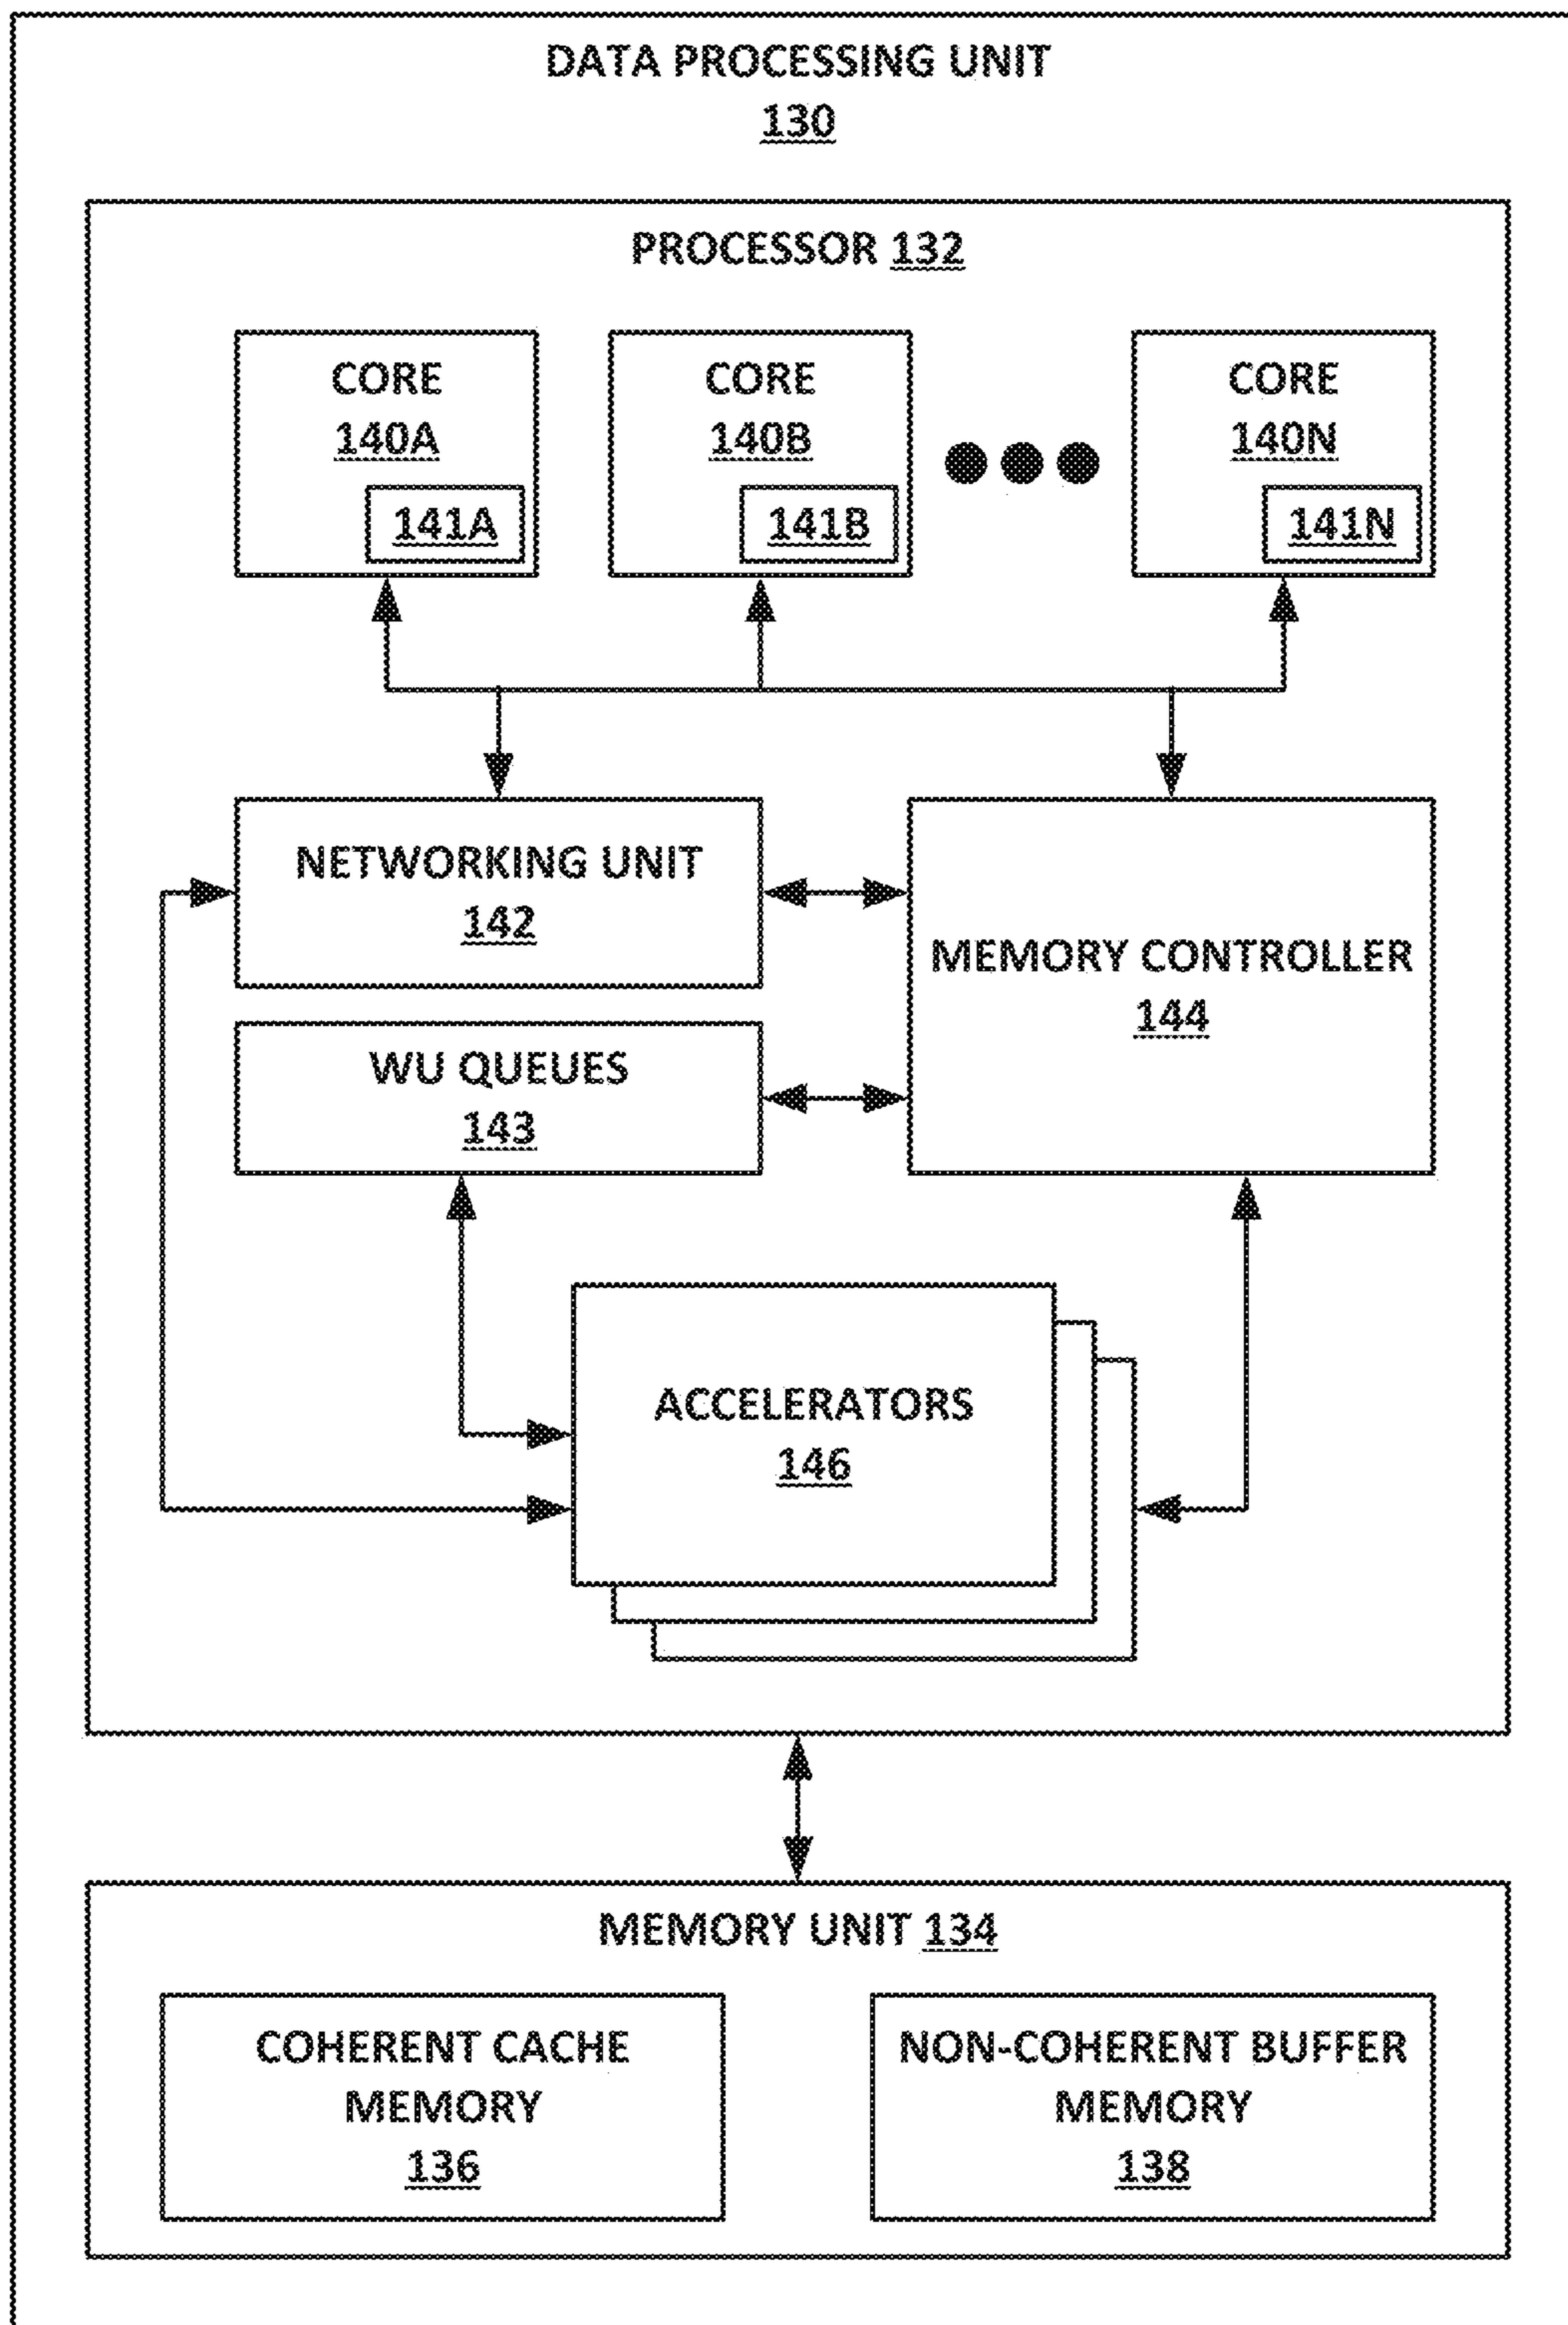 DATA PROCESSING UNIT
130
PROCESSOR 132
CORE
140A
141A
CORE
140B
141B
CORE
140N
141N
NETWORKING UNIT
142
WU QUEUES
143
MEMORY CONTROLLER
144
ACCELERATORS
146
MEMORY UNIT 134
COHERENT CACHE
MEMORY
136
NON-COHERENT BUFFER
MEMORY
138